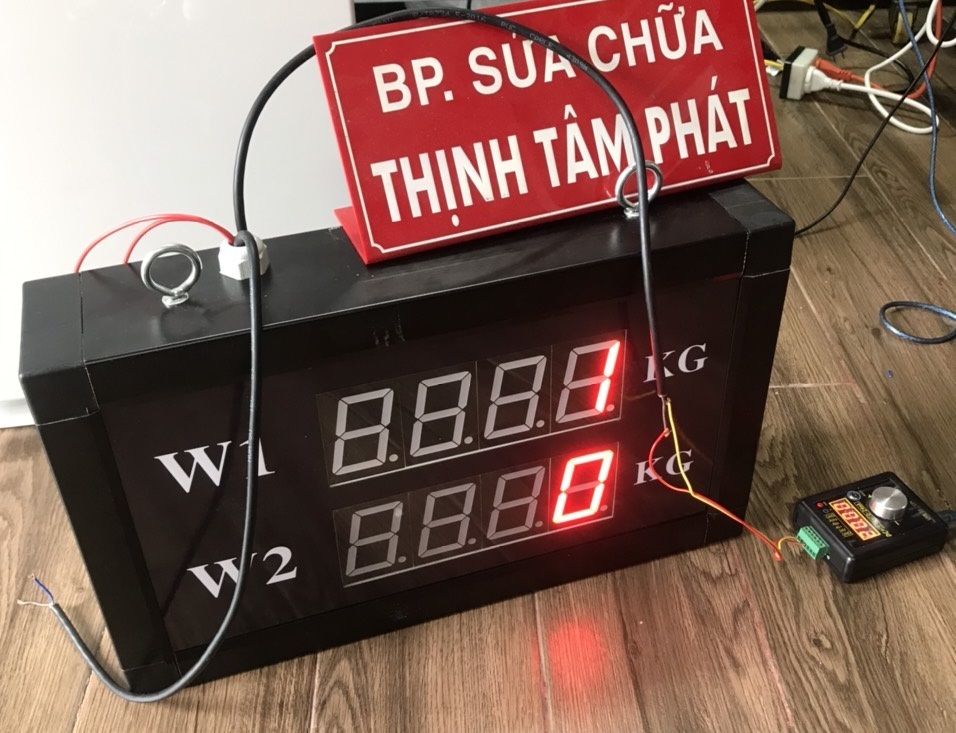 BP. SỬA CHỮA
THỊNH TÂM PHÁT
W1 1 KG
W2 0 KG